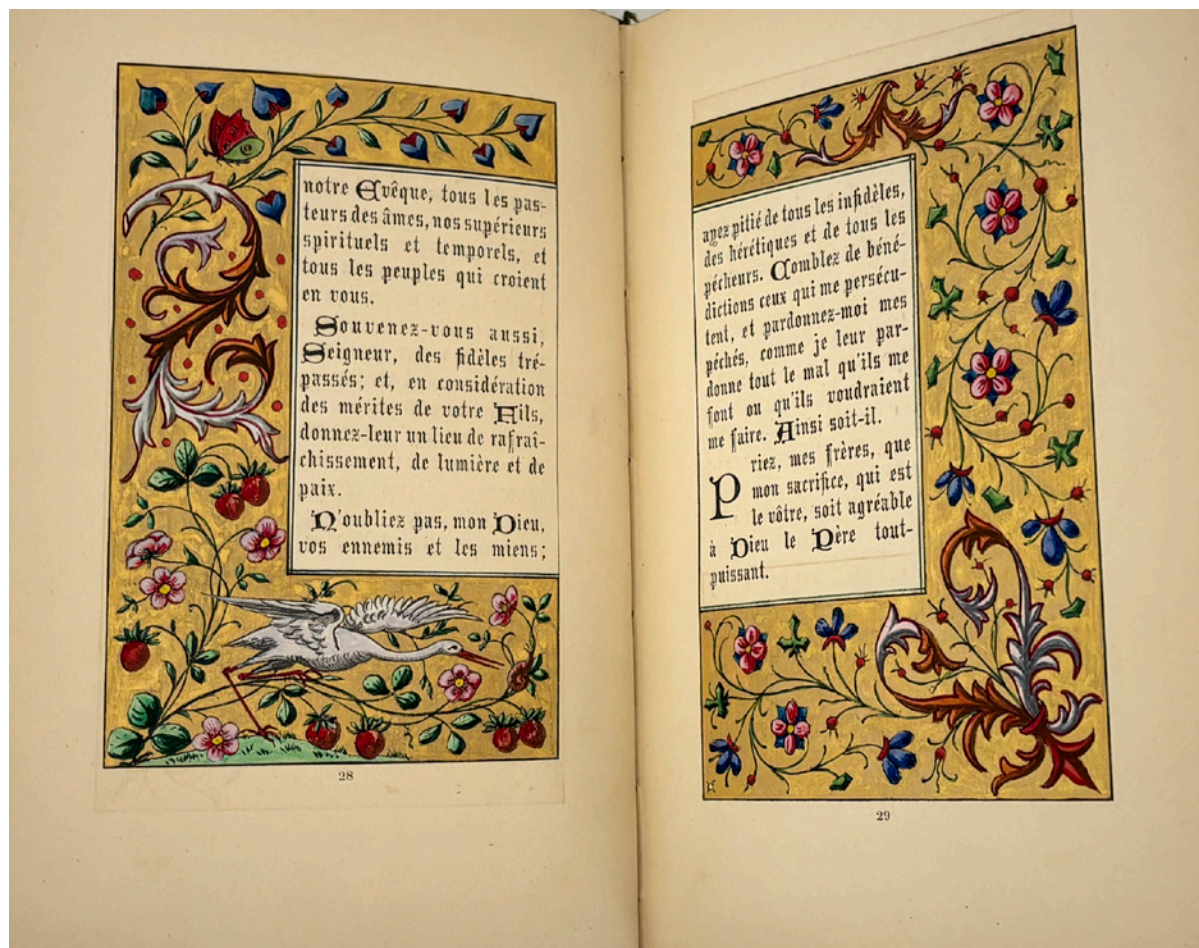 notre Evêque, tous les pas-
teurs des âmes, nos supérieurs
spirituels et temporels, et
tous les peuples qui croient
en vous.
Souvenez-vous aussi,
Seigneur, des fidèles tré-
passés; et, en considération
des mérites de votre Fils,
donnez-leur un lieu de rafraî-
chissement, de lumière et de
paix.
N'oubliez pas, mon Dieu,
vos ennemis et les miens;
28
ayez pitié de tous les infidèles,
des hérétiques et de tous les
pécheurs. Comblez de béné-
dictions ceux qui me persécu-
tent, et pardonnez-moi mes
péchés, comme je leur par-
donne tout le mal qu'ils me
font ou qu'ils voudraient
me faire. Ainsi soit-il.
Priez, mes frères, que
mon sacrifice, qui est
le vôtre, soit agréable
à Dieu le Père tout-
puissant.
29